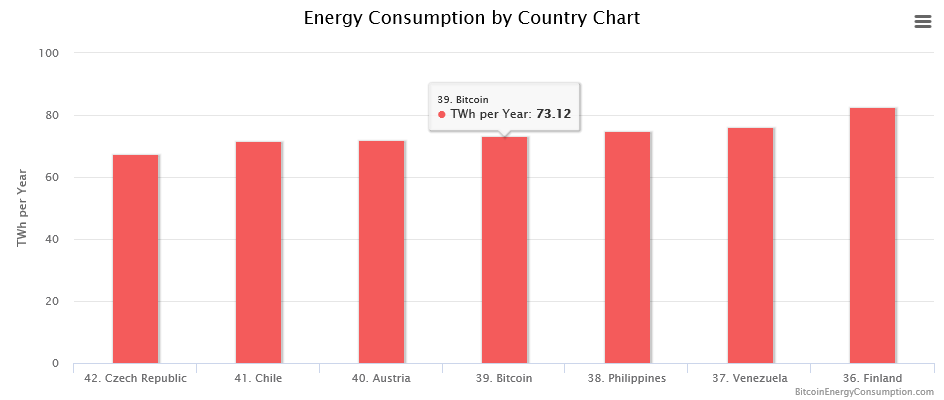 Energy Consumption by Country Chart
100
80
60
40
20
0
TWh per Year
39. Bitcoin
● TWh per Year: 73.12
42. Czech Republic
41. Chile
40. Austria
39. Bitcoin
38. Philippines
37. Venezuela
36. Finland
BitcoinEnergyConsumption.com